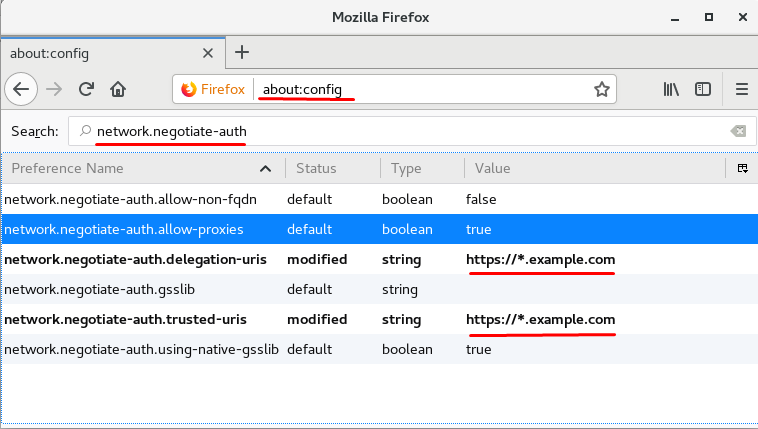 Mozilla Firefox
about:config
Firefox about:config
Search: network.negotiate-auth
Preference Name Status Type Value
network.negotiate-auth.allow-non-fqdn default boolean false
network.negotiate-auth.allow-proxies default boolean true
network.negotiate-auth.delegation-uris modified string https://*.example.com
network.negotiate-auth.gsslib default string
network.negotiate-auth.trusted-uris modified string https://*.example.com
network.negotiate-auth.using-native-gsslib default boolean true